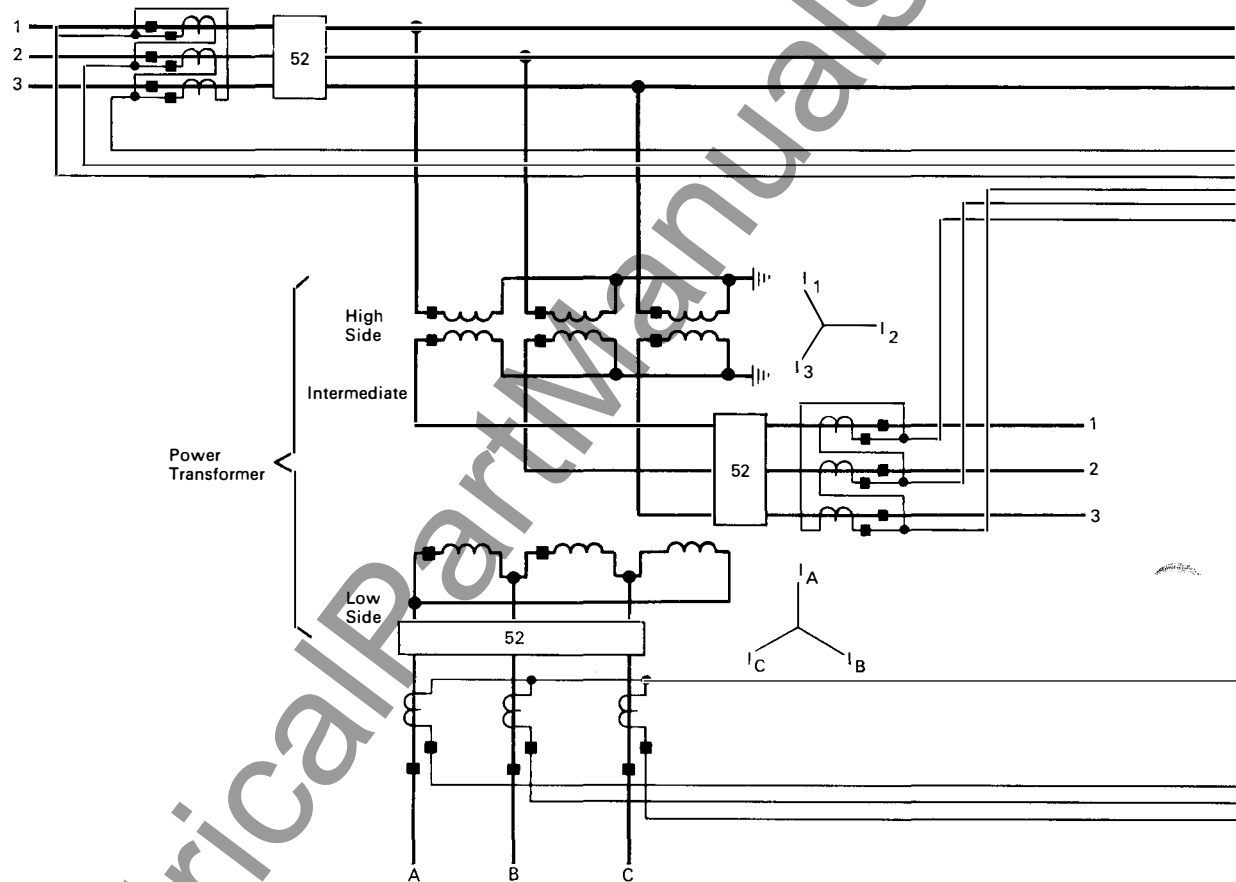 1
2
3
52
High
Side
I1
I2
I3
Intermediate
Power
Transformer
52
1
2
3
Low
Side
52
IA
IC
IB
A
B
C
ricalPartManuals